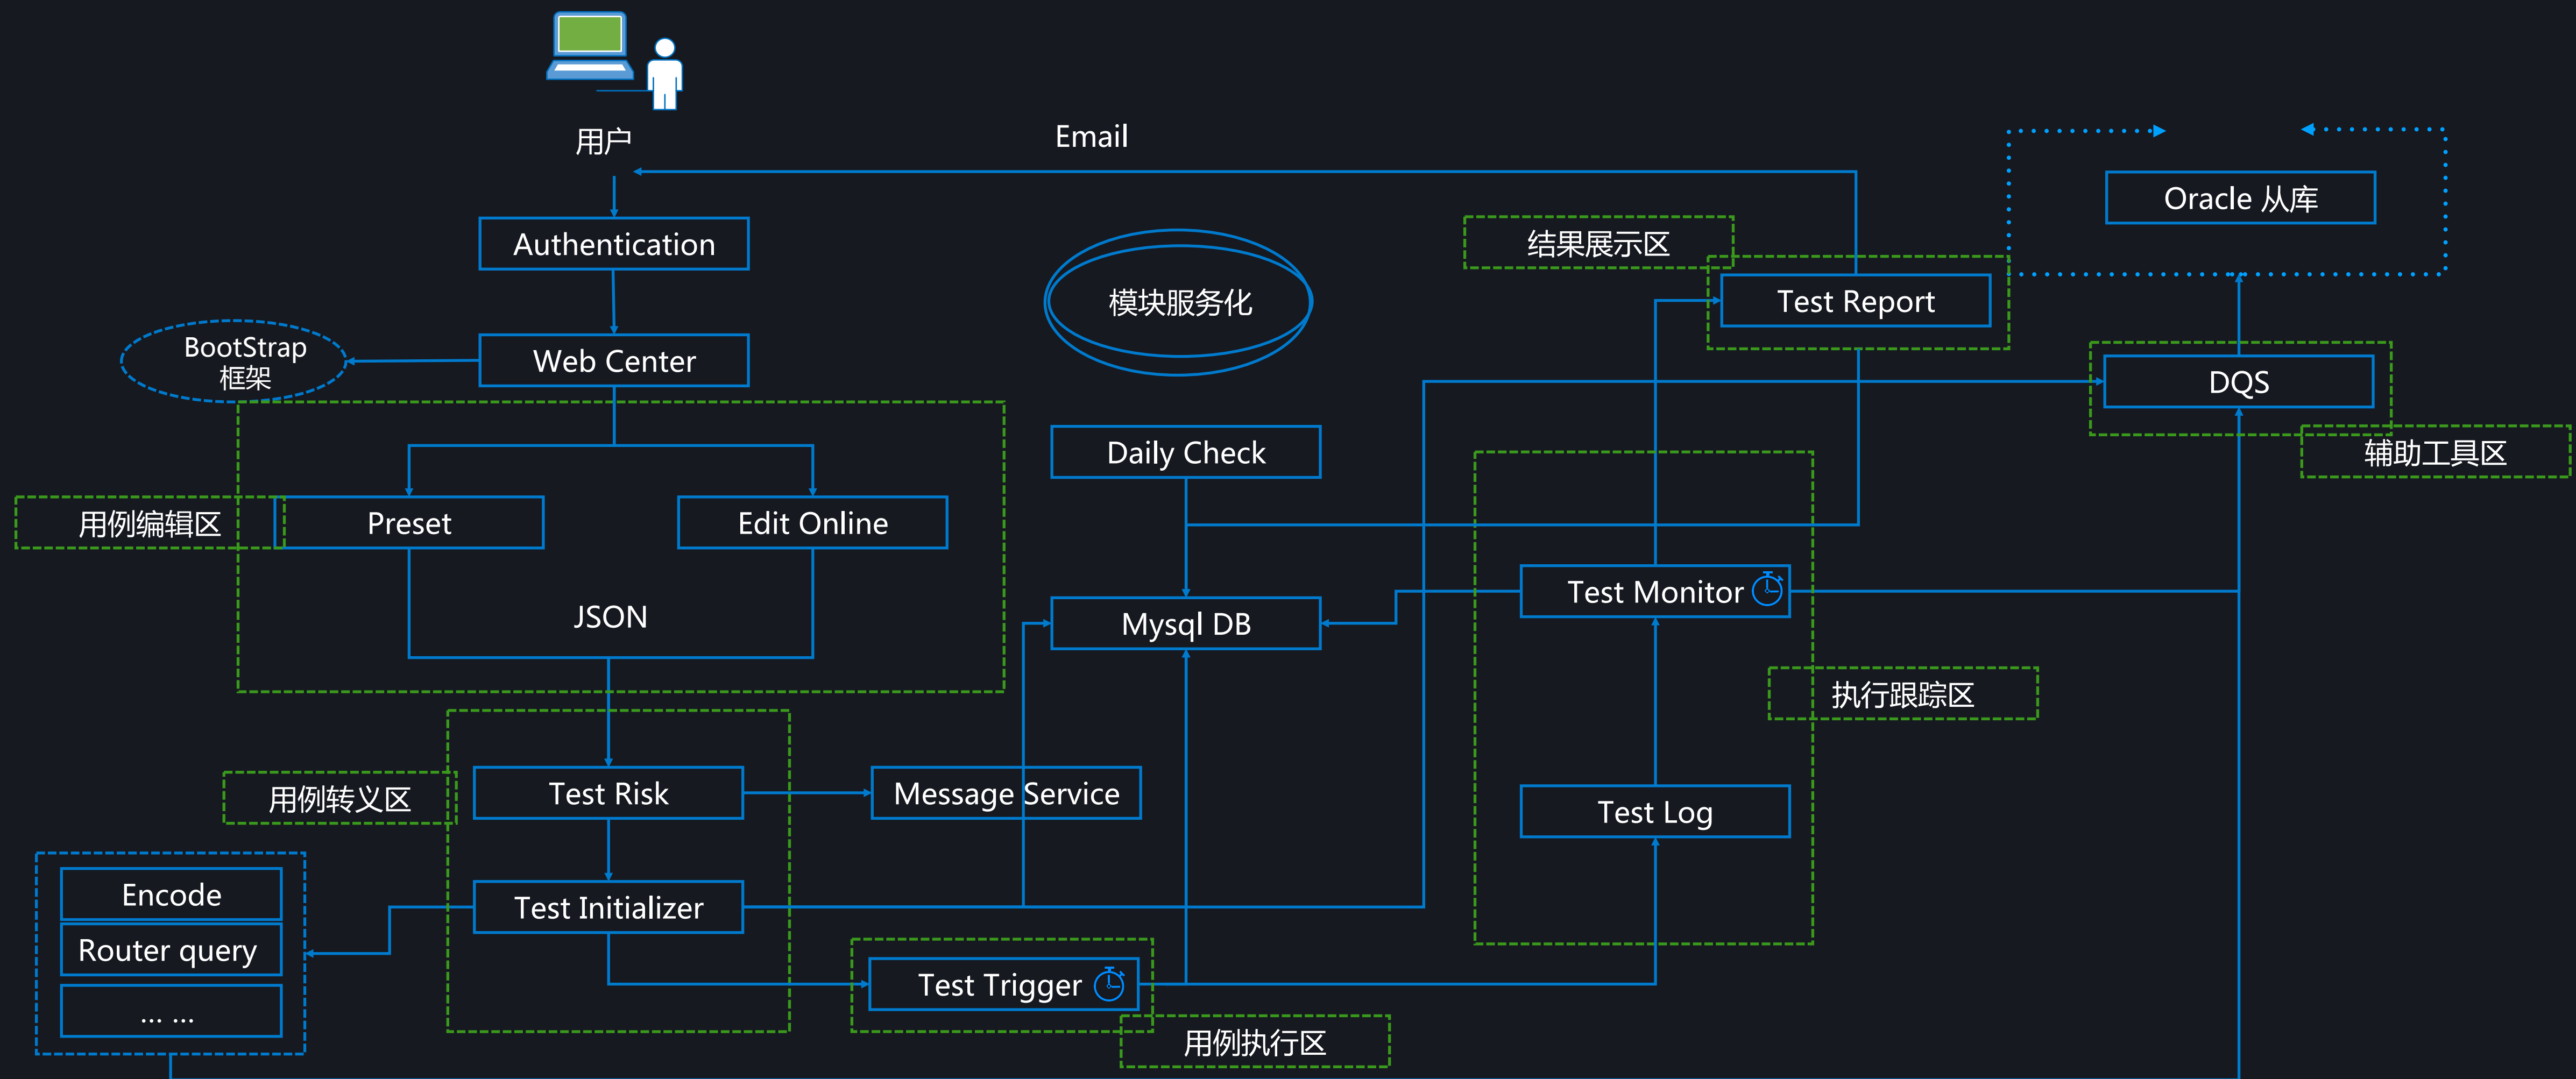 用户
Email
Oracle 从库
Authentication
结果展示区
模块服务化
Test Report
BootStrap
框架
Web Center
DQS
Daily Check
辅助工具区
用例编辑区
Preset
Edit Online
JSON
Mysql DB
Test Monitor
执行跟踪区
用例转义区
Test Risk
Message Service
Test Log
Encode
Test Initializer
Router query
Test Trigger
... ...
用例执行区